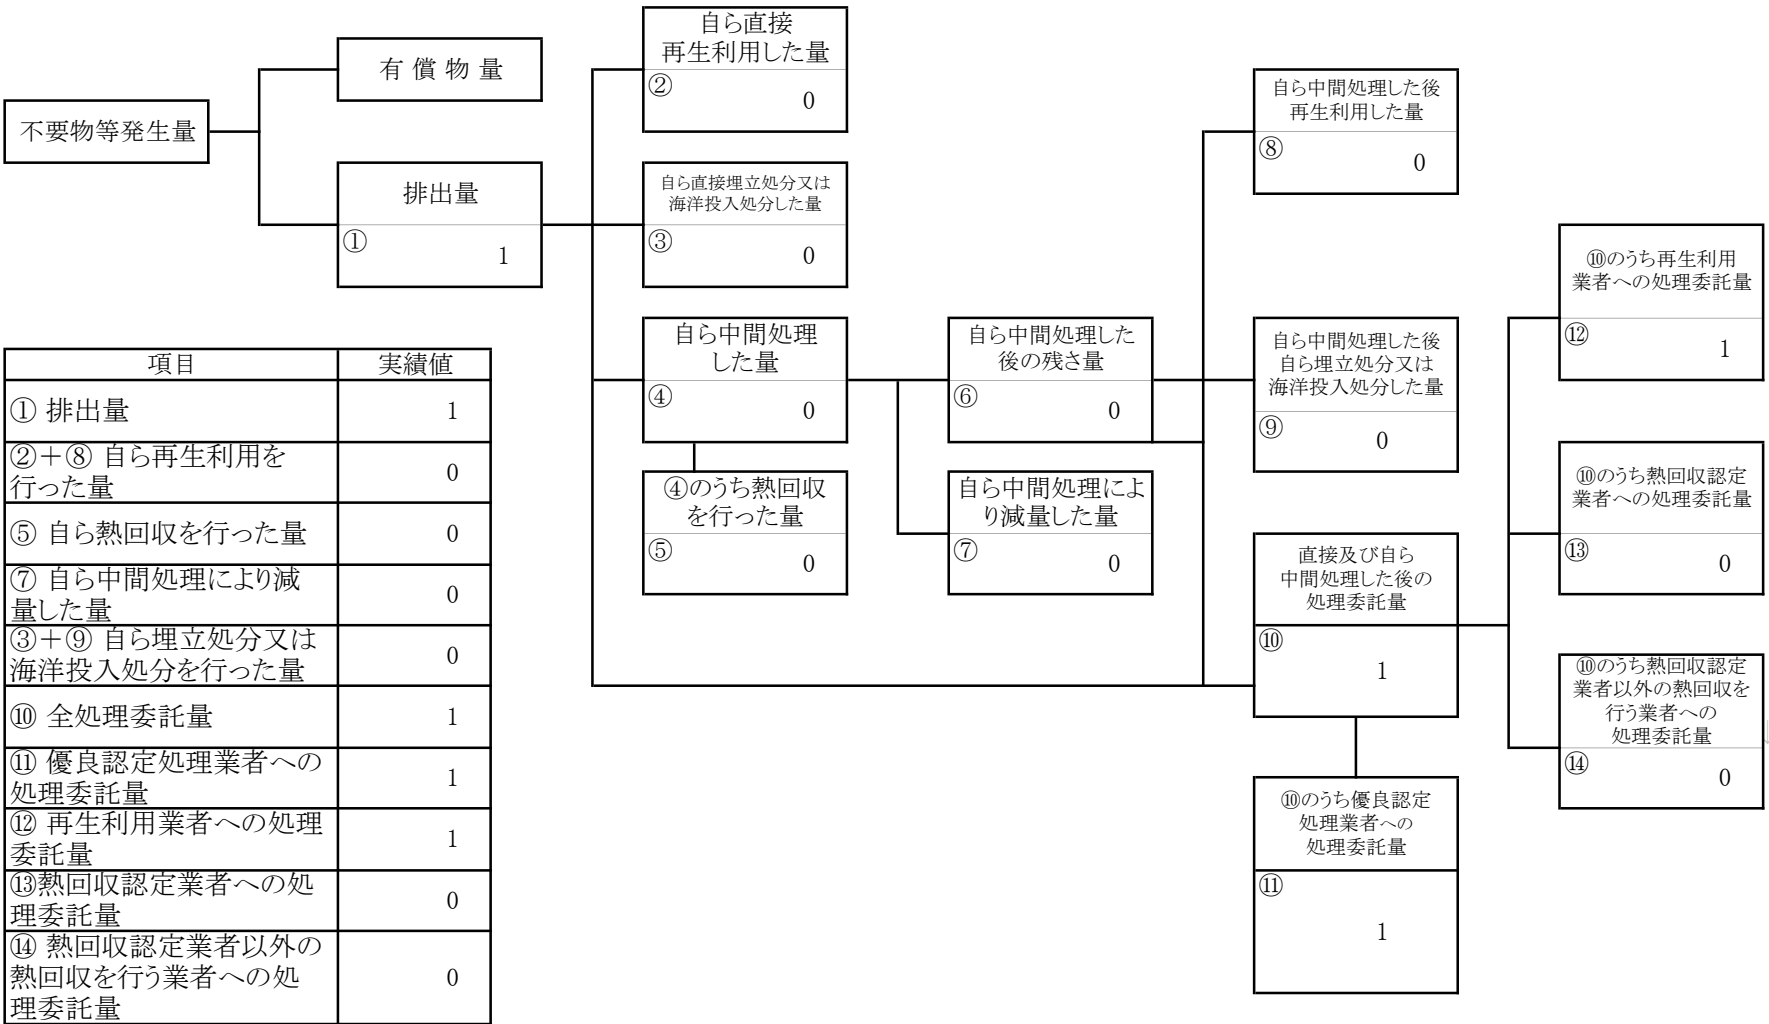 不要物等発生量
有 償 物 量
排出量
①
1
自ら直接
再生利用した量
②
0
自ら直接埋立処分又は
海洋投入処分した量
③
0
自ら中間処理
した量
④
0
④のうち熱回収
を行った量
⑤
0
自ら中間処理した
後の残さ量
⑥
0
自ら中間処理によ
り減量した量
⑦
0
自ら中間処理した後
再生利用した量
⑧
0
自ら中間処理した後
自ら埋立処分又は
海洋投入処分した量
⑨
0
直接及び自ら
中間処理した後の
処理委託量
⑩
1
⑩のうち優良認定
処理業者への
処理委託量
⑪
1
⑩のうち再生利用
業者への処理委託量
⑫
1
⑩のうち熱回収認定
業者への処理委託量
⑬
0
⑩のうち熱回収認定
業者以外の熱回収を
行う業者への
処理委託量
⑭
0
↓
項目 実績値
① 排出量 1
②＋⑧ 自ら再生利用を
行った量 0
⑤ 自ら熱回収を行った量 0
⑦ 自ら中間処理により減
量した量 0
③＋⑨ 自ら埋立処分又は
海洋投入処分を行った量 0
⑩ 全処理委託量 1
⑪ 優良認定処理業者への
処理委託量 1
⑫ 再生利用業者への処理
委託量 1
⑬熱回収認定業者への処
理委託量 0
⑭ 熱回収認定業者以外の
熱回収を行う業者への処
理委託量 0